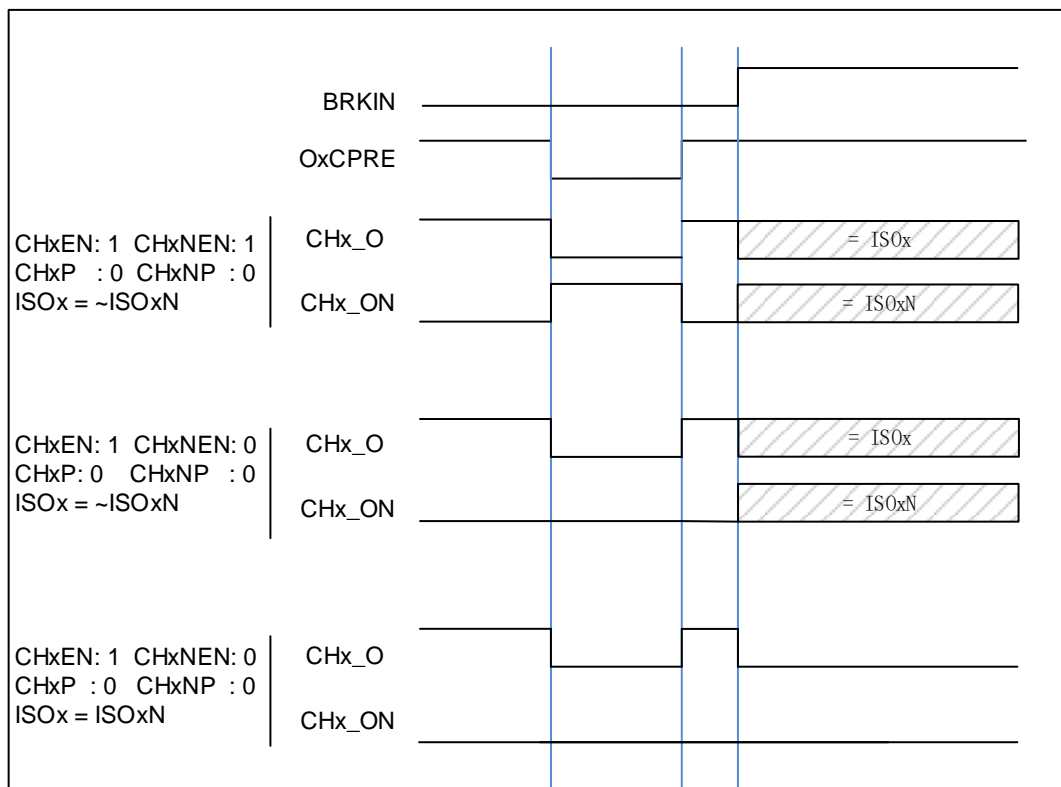 BRKIN
OxCPRE
CHxEN: 1 CHxNEN: 1
CHxP : 0 CHxNP : 0
ISOx = ~ISOxN
CHx_O
= ISOx
CHx_ON
= ISOxN
CHxEN: 1 CHxNEN: 0
CHxP: 0 CHxNP : 0
ISOx = ~ISOxN
CHx_O
= ISOx
CHx_ON
= ISOxN
CHxEN: 1 CHxNEN: 0
CHxP : 0 CHxNP : 0
ISOx = ISOxN
CHx_O
CHx_ON